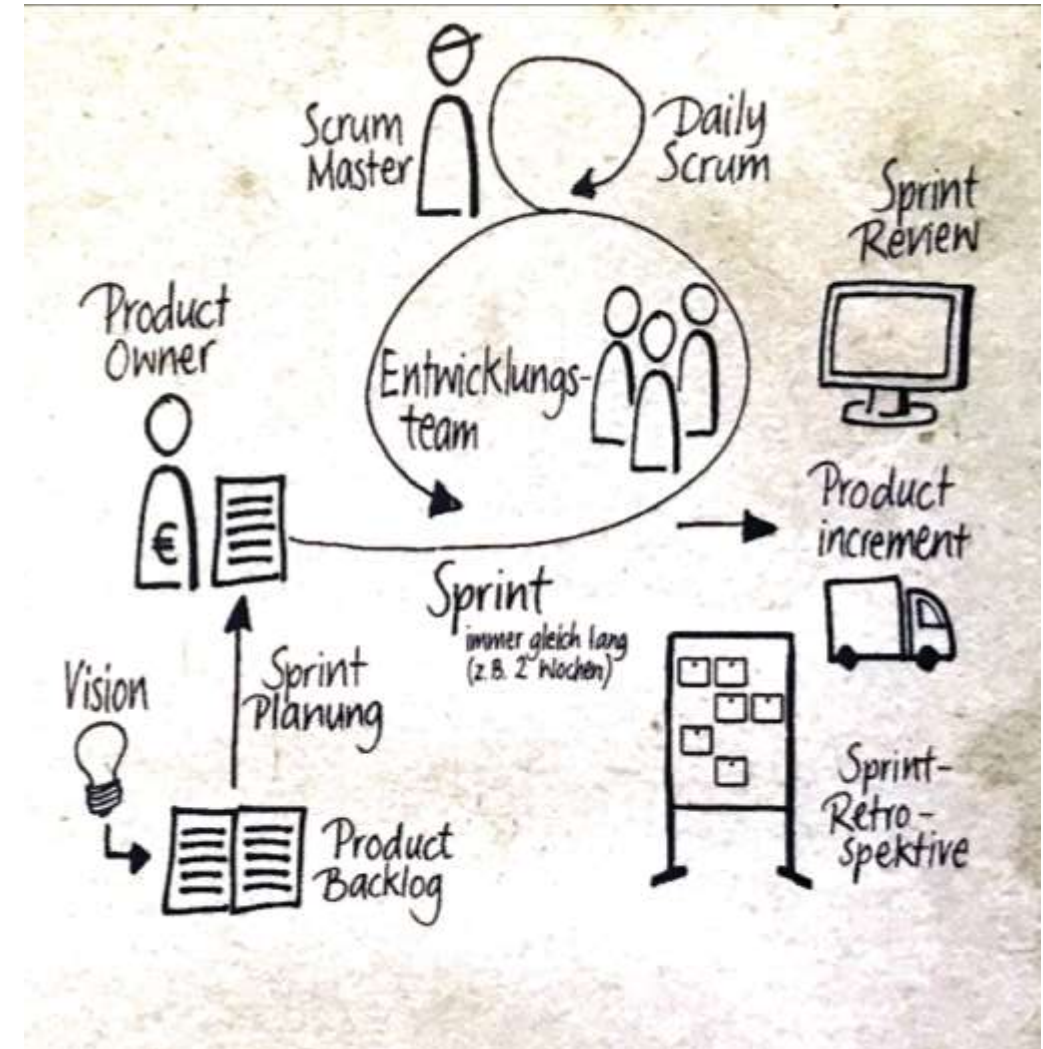 Scrum
Master
Daily
Scrum
Sprint
Review
Product
Owner
Entwicklungs-
team
€
Product
increment
Sprint
immer gleich lang
(z.B. 2 Wochen)
Vision
Sprint
Planung
Product
Backlog
Sprint-
Retro-
spektive